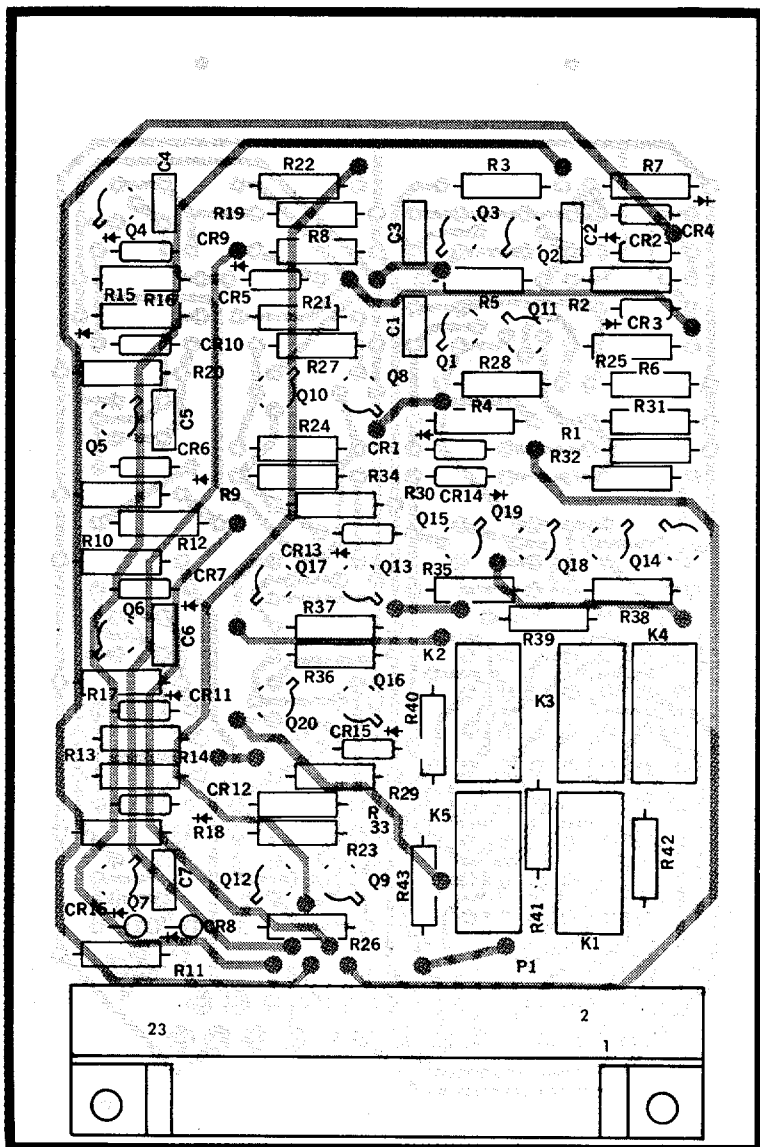 C4 R22 R3 R7
R19 Q3 CR4
Q4 CR9 R8 C3 Q2 C2 CR2
R15 R16 CR5 R5 R2
R21 C1 Q11 CR3
CR10 R27 Q1 R25
R20 Q8 R28 R6
Q10 R4 R31
Q5 C5 CR6 R24 CR1 R1
R34 R32
R9 R30 CR14
Q15 Q19
R10 R12 CR13
CR7 Q17 Q13 R35 Q18 Q14
Q6 C6 R37 R39 R38 K4
K2
R17 CR11 R36 Q16 R40 K3
Q20 CR15
R13 R14
CR12 R29
R18 R33 K5
R23 R42
Q7 C7 Q12 Q9 R43 R41
CR16 CR8 K1
R11 R26 P1
23 2
1